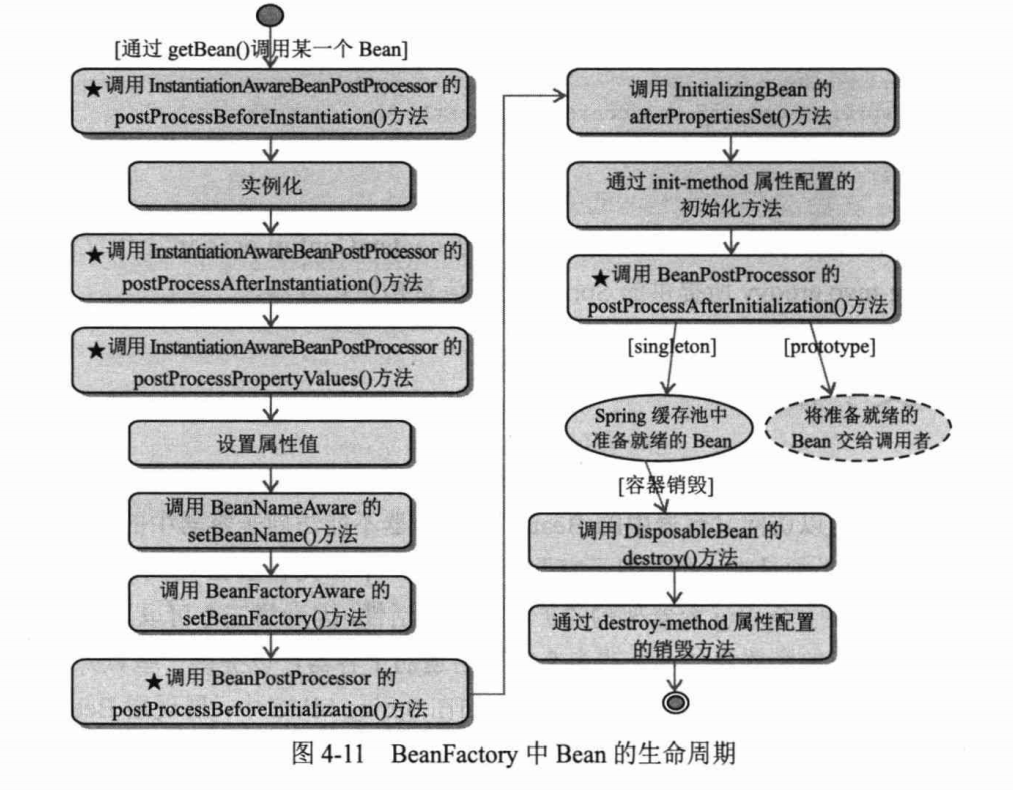 [通过 getBean()调用某一个 Bean]
★调用 InstantiationAwareBeanPostProcessor 的
postProcessBeforeInstantiation()方法
实例化
★调用 InstantiationAwareBeanPostProcessor 的
postProcessAfterInstantiation()方法
★调用 InstantiationAwareBeanPostProcessor 的
postProcessPropertyValues()方法
设置属性值
调用 BeanNameAware 的
setBeanName()方法
调用 BeanFactoryAware 的
setBeanFactory()方法
★调用 BeanPostProcessor 的
postProcessBeforeInitialization()方法
调用 InitializingBean 的
afterPropertiesSet()方法
通过 init-method 属性配置的
初始化方法
★调用 BeanPostProcessor 的
postProcessAfterInitialization()方法
[singleton]
[prototype]
Spring 缓存池中
准备就绪的 Bean
将准备就绪的
Bean 交给调用者
[容器销毁]
调用 DisposableBean 的
destroy()方法
通过 destroy-method 属性配置
的销毁方法
图 4-11 BeanFactory 中 Bean 的生命周期